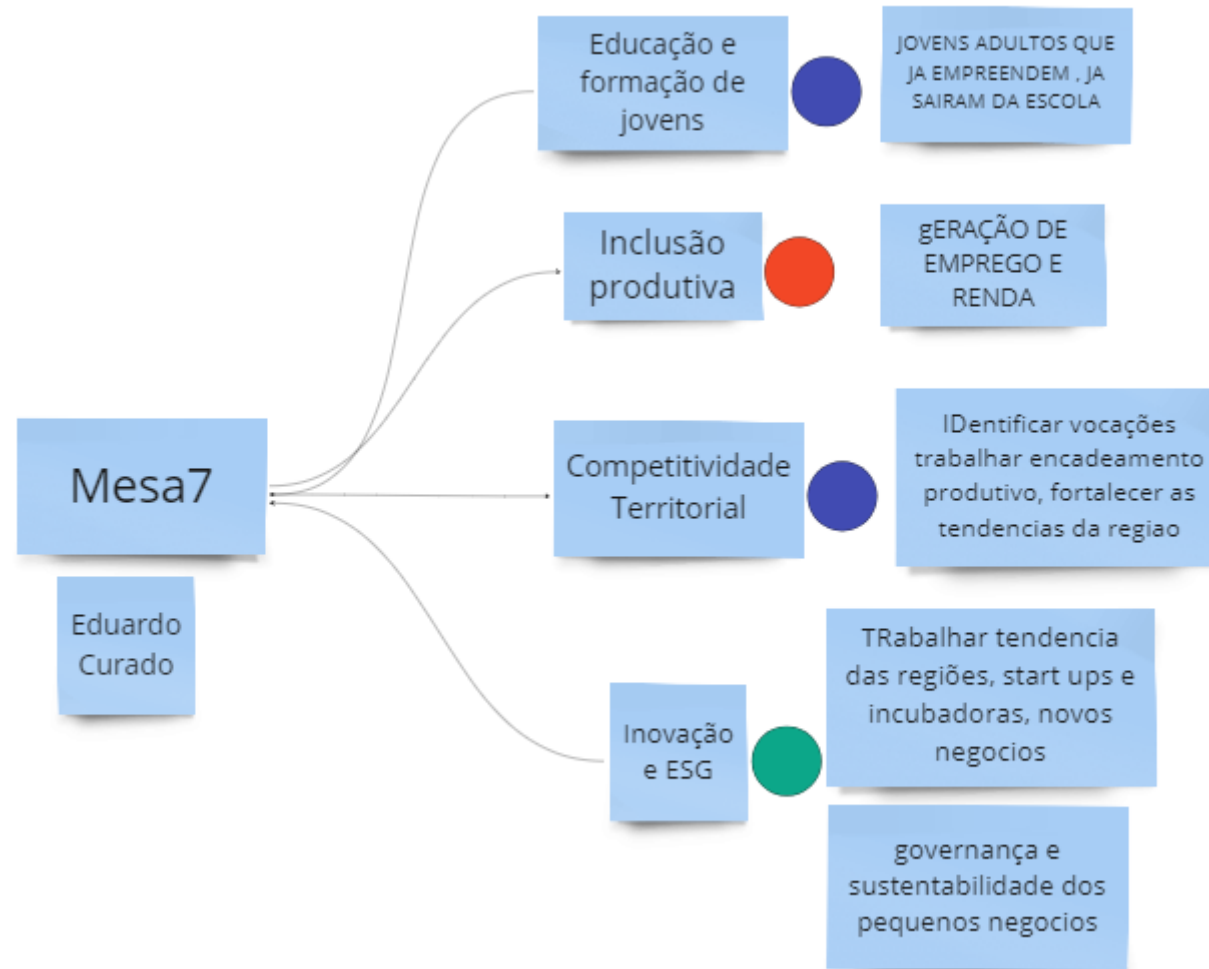 Educação e
formação de
jovens
JOVENS ADULTOS QUE
JA EMPREENDEM , JA
SAIRAM DA ESCOLA
Inclusão
produtiva
gERAÇÃO DE
EMPREGO E
RENDA
Mesa7
Eduardo
Curado
Competitividade
Territorial
IDentificar vocações
trabalhar encadeamento
produtivo, fortalecer as
tendencias da regiao
Inovação
e ESG
TRabalhar tendencia
das regiões, start ups e
incubadoras, novos
negocios
governança e
sustentabilidade dos
pequenos negocios